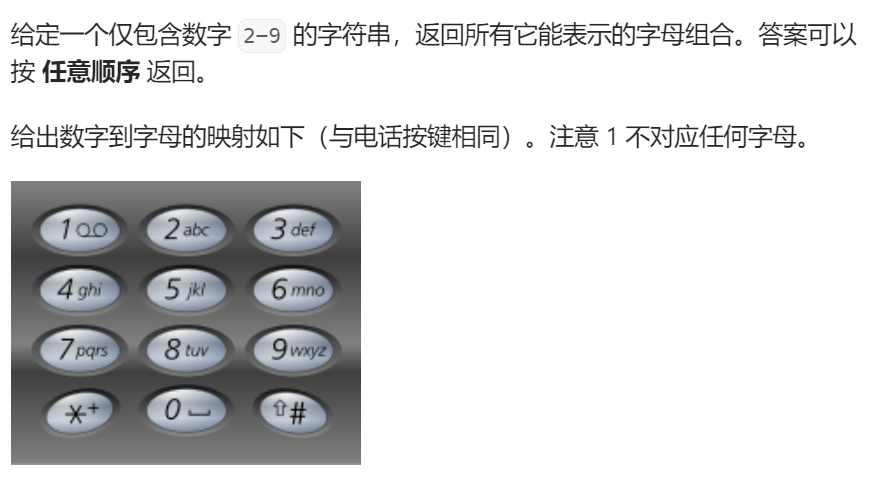 给定一个仅包含数字 2-9 的字符串，返回所有它能表示的字母组合。答案可以
按 任意顺序 返回。
给出数字到字母的映射如下（与电话按键相同）。注意 1 不对应任何字母。
1 2 abc 3 def
4 ghi 5 jkl 6 mno
7 pqrs 8 tuv 9 wxyz
* + 0 #